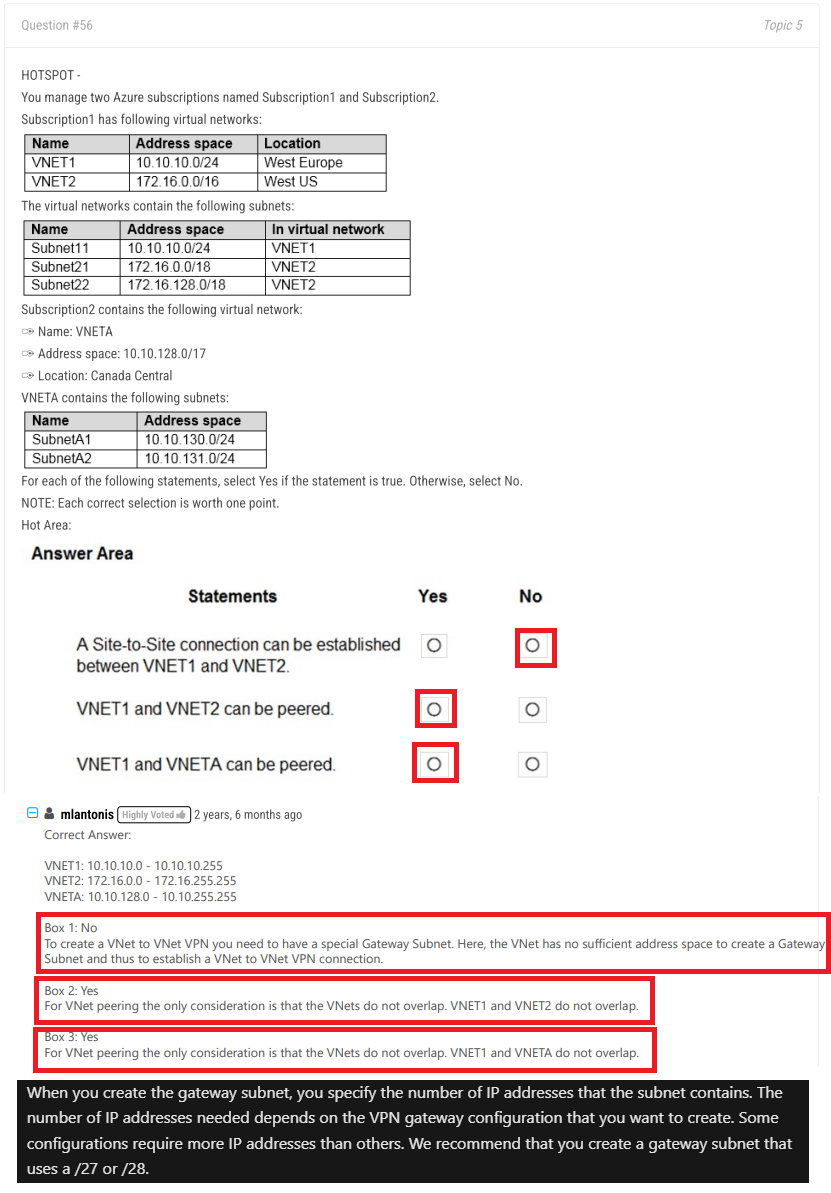 Question #56 Topic 5
HOTSPOT -
You manage two Azure subscriptions named Subscription1 and Subscription2.
Subscription1 has following virtual networks:
Name Address space Location
VNET1 10.10.10.0/24 West Europe
VNET2 172.16.0.0/16 West US
The virtual networks contain the following subnets:
Name Address space In virtual network
Subnet11 10.10.10.0/24 VNET1
Subnet21 172.16.0.0/18 VNET2
Subnet22 172.16.128.0/18 VNET2
Subscription2 contains the following virtual network:
Name: VNETA
Address space: 10.10.128.0/17
Location: Canada Central
VNETA contains the following subnets:
Name Address space
SubnetA1 10.10.130.0/24
SubnetA2 10.10.131.0/24
For each of the following statements, select Yes if the statement is true. Otherwise, select No.
NOTE: Each correct selection is worth one point.
Hot Area:
Answer Area
Statements Yes No
A Site-to-Site connection can be established
between VNET1 and VNET2.
VNET1 and VNET2 can be peered.
VNET1 and VNETA can be peered.
mlantonis Highly Voted 2 years, 6 months ago
Correct Answer:
VNET1: 10.10.10.0 - 10.10.10.255
VNET2: 172.16.0.0 - 172.16.255.255
VNETA: 10.10.128.0 - 10.10.255.255
Box 1: No
To create a VNet to VNet VPN you need to have a special Gateway Subnet. Here, the VNet has no sufficient address space to create a Gateway
Subnet and thus to establish a VNet to VNet VPN connection.
Box 2: Yes
For VNet peering the only consideration is that the VNets do not overlap. VNET1 and VNET2 do not overlap.
Box 3: Yes
For VNet peering the only consideration is that the VNets do not overlap. VNET1 and VNETA do not overlap.
When you create the gateway subnet, you specify the number of IP addresses that the subnet contains. The
number of IP addresses needed depends on the VPN gateway configuration that you want to create. Some
configurations require more IP addresses than others. We recommend that you create a gateway subnet that
uses a /27 or /28.